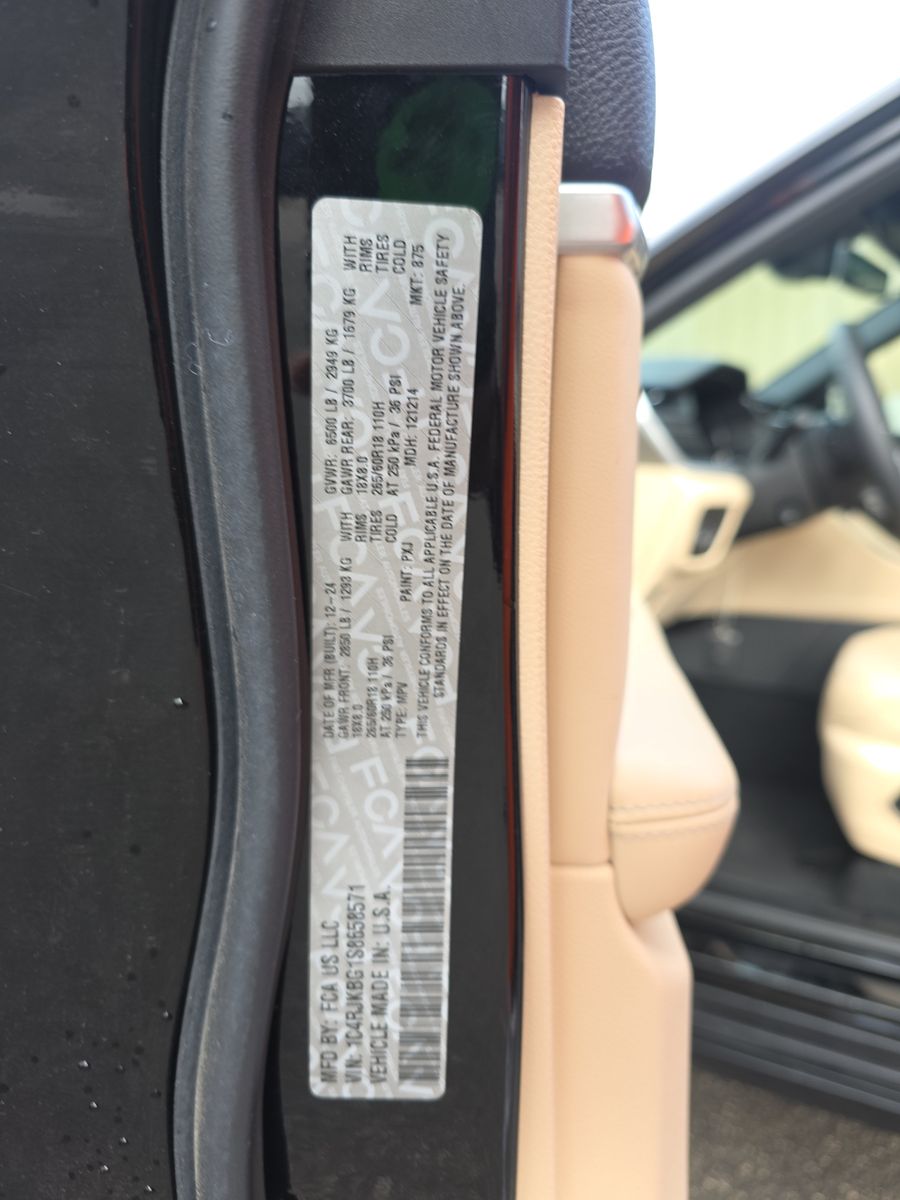 MFD BY: FCA US LLC
VIN: 1C4RJKBG1S8658571
VEHICLE MADE IN: U.S.A.
DATE OF MFR (BUILT): 12-24 GVWR: 6500 LB / 2949 KG
GAWR FRONT: 2850 LB / 1293 KG WITH GAWR REAR: 3700 LB / 1679 KG WITH
18X8.0 RIMS 18X8.0 RIMS
265/60R18 110H TIRES 265/60R18 110H TIRES
AT 250 kPa / 36 PSI COLD AT 250 kPa / 36 PSI COLD
TYPE: MPV PAINT: PXJ MDH: 121214 MKT: 875
THIS VEHICLE CONFORMS TO ALL APPLICABLE U.S.A. FEDERAL MOTOR VEHICLE SAFETY
STANDARDS IN EFFECT ON THE DATE OF MANUFACTURE SHOWN ABOVE.